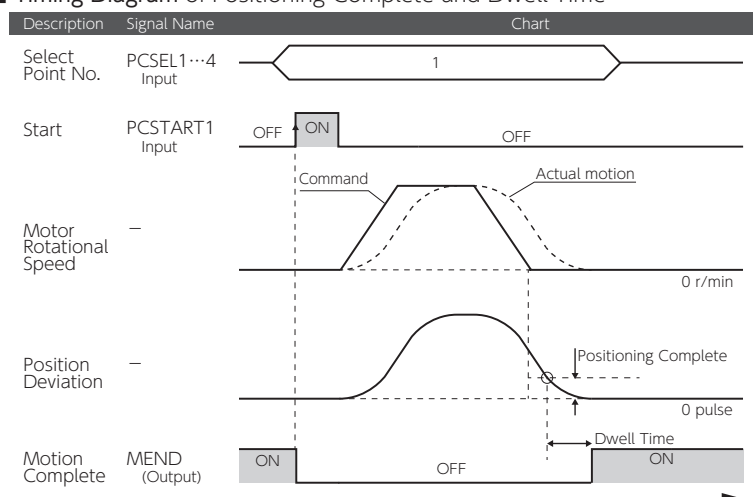 Timing Diagram of Positioning Complete and Dwell Time
Description Signal Name Chart
Select
Point No.
PCSEL1···4
Input
1
Start
PCSTART1
Input
OFF
ON
OFF
Command
Actual motion
Motor
Rotational
Speed
–
0 r/min
Position
Deviation
–
Positioning Complete
0 pulse
Dwell Time
Motion
Complete
MEND
(Output)
ON
OFF
ON